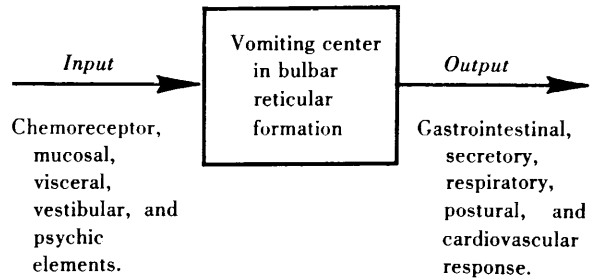 Input
Chemoreceptor,
mucosal,
visceral,
vestibular, and
psychic
elements.
Vomiting center
in bulbar
reticular
formation
Output
Gastrointestinal,
secretory,
respiratory,
postural, and
cardiovascular
response.